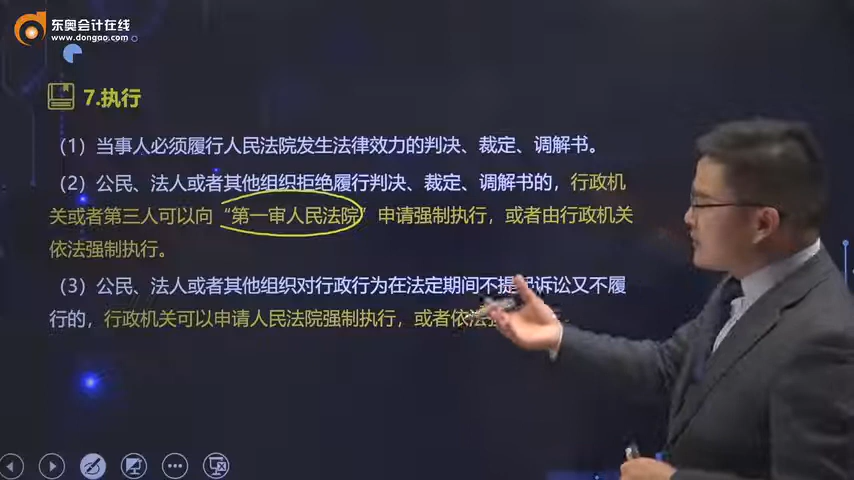 东奥会计在线
www.dongao.com
7.执行
（1）当事人必须履行人民法院发生法律效力的判决、裁定、调解书。
（2）公民、法人或者其他组织拒绝履行判决、裁定、调解书的，行政机
关或者第三人可以向“第一审人民法院”申请强制执行，或者由行政机关
依法强制执行。
（3）公民、法人或者其他组织对行政行为在法定期间不提起诉讼又不履
行的，行政机关可以申请人民法院强制执行，或者依法